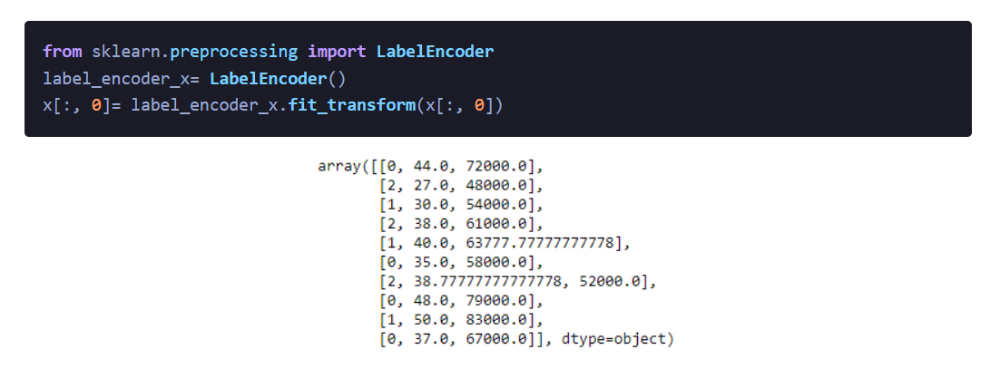 from sklearn.preprocessing import LabelEncoder
label_encoder_x= LabelEncoder()
x[:, 0]= label_encoder_x.fit_transform(x[:, 0])
array([[0, 44.0, 72000.0],
[2, 27.0, 48000.0],
[1, 30.0, 54000.0],
[2, 38.0, 61000.0],
[1, 40.0, 63777.77777777778],
[0, 35.0, 58000.0],
[2, 38.77777777777778, 52000.0],
[0, 48.0, 79000.0],
[1, 50.0, 83000.0],
[0, 37.0, 67000.0]], dtype=object)